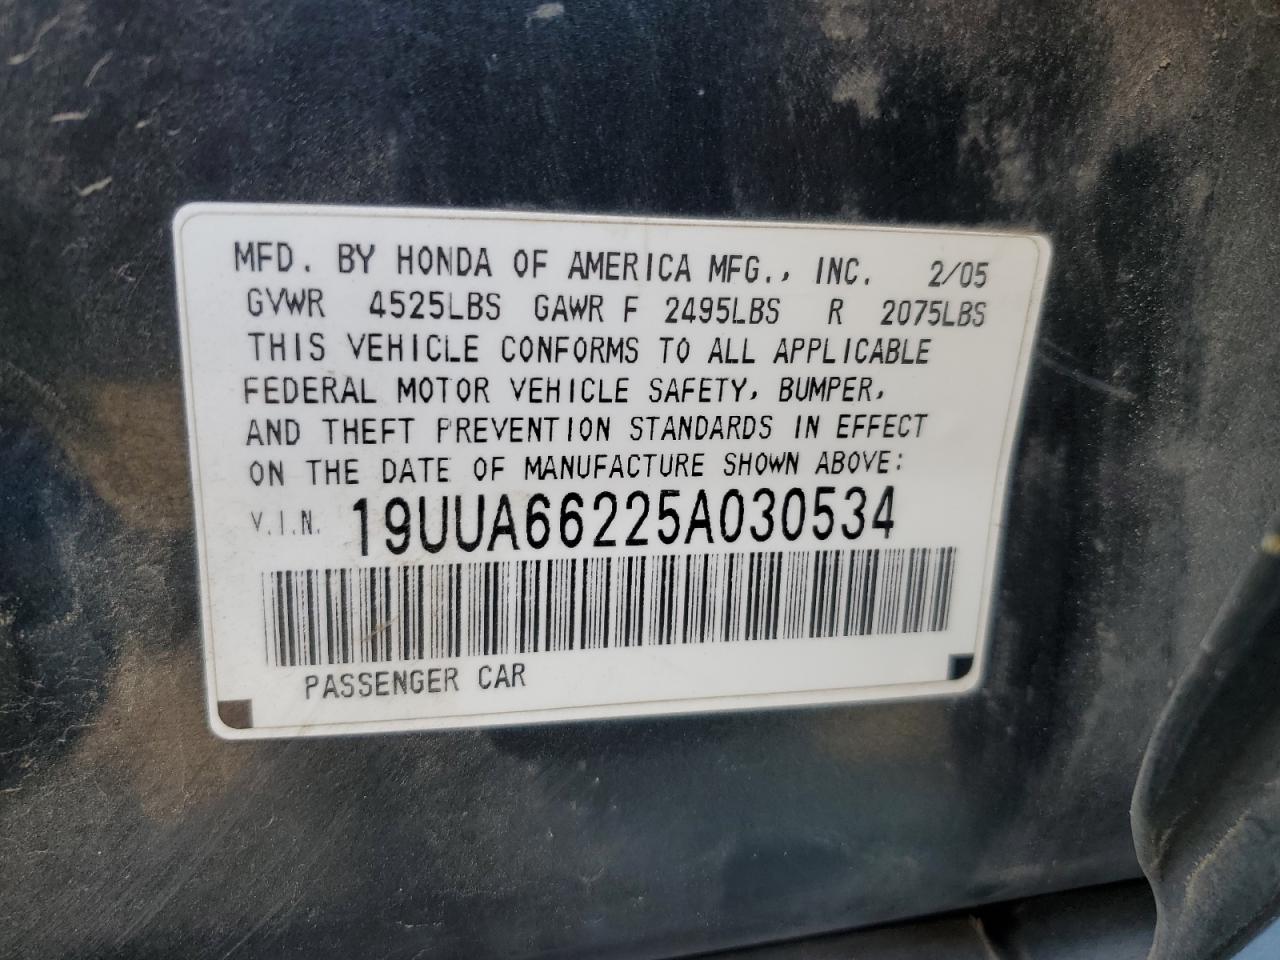 MFD. BY HONDA OF AMERICA MFG., INC. 2/05
GVWR 4525LBS GAWR F 2495LBS R 2075LBS
THIS VEHICLE CONFORMS TO ALL APPLICABLE
FEDERAL MOTOR VEHICLE SAFETY, BUMPER,
AND THEFT PREVENTION STANDARDS IN EFFECT
ON THE DATE OF MANUFACTURE SHOWN ABOVE:
V.I.N. 19UUA66225A030534
PASSENGER CAR